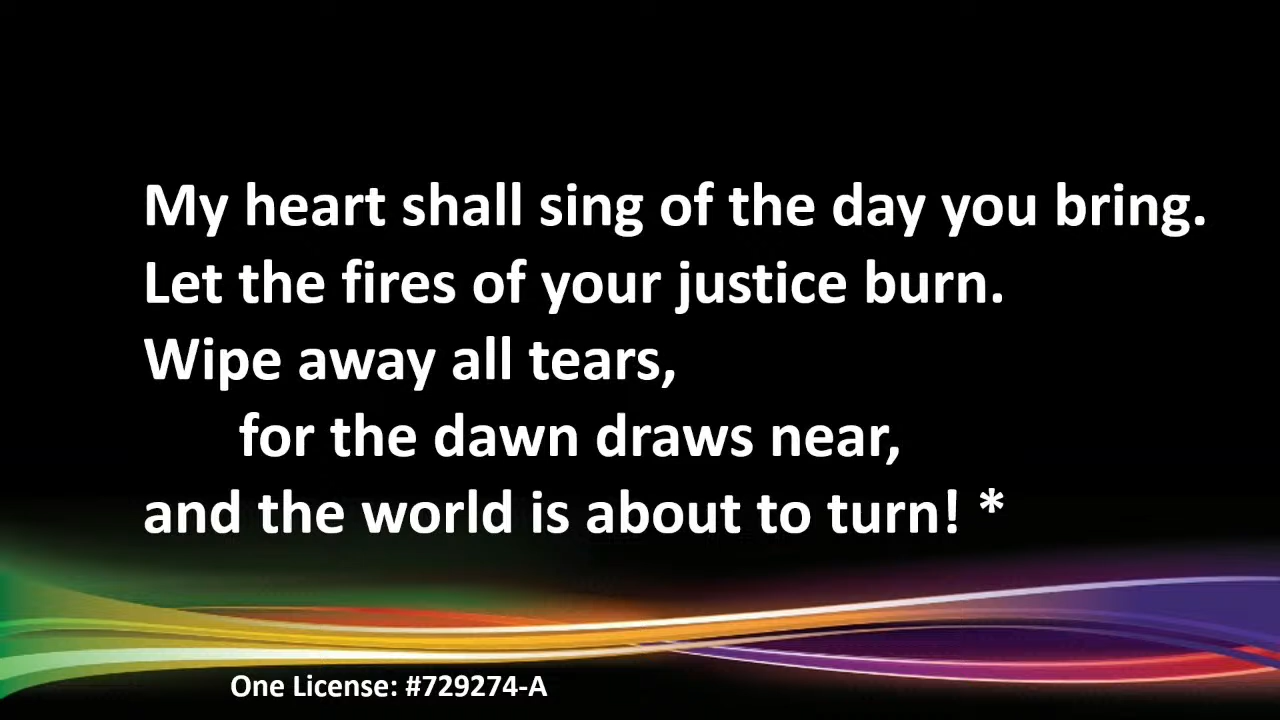 My heart shall sing of the day you bring.
Let the fires of your justice burn.
Wipe away all tears,
for the dawn draws near,
and the world is about to turn! *
One License: #729274-A